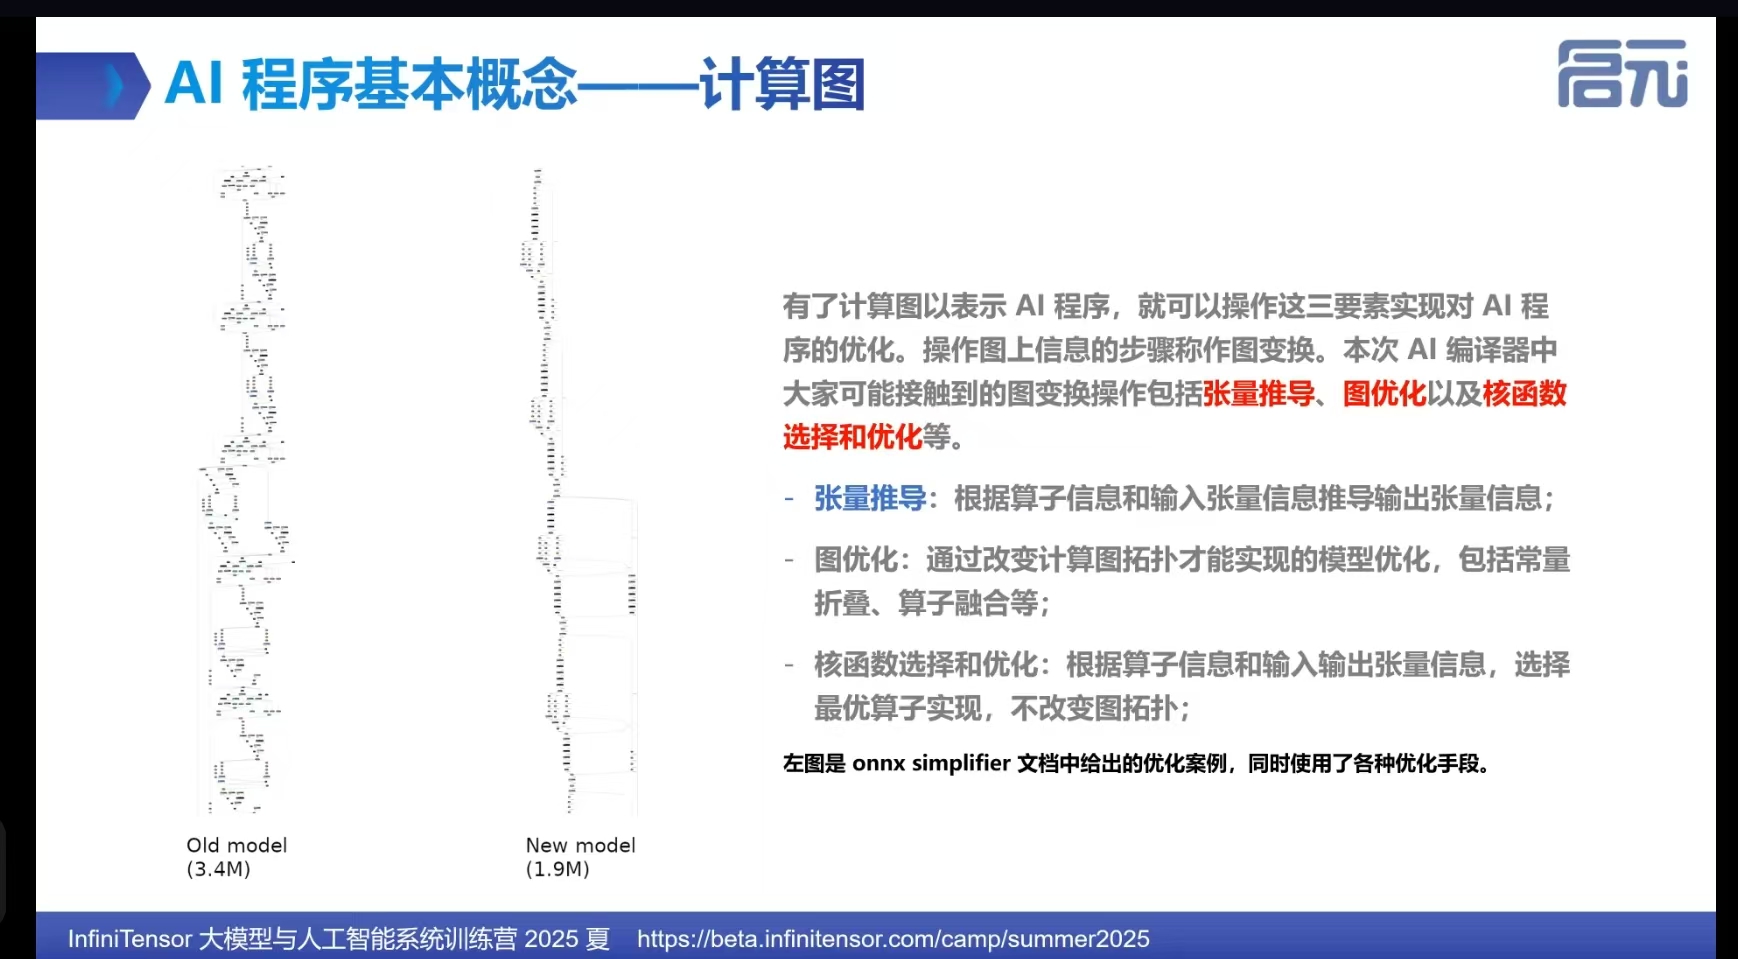 AI 程序基本概念——计算图
启元
有了计算图以表示 AI 程序，就可以操作这三要素实现对 AI 程
序的优化。操作图上信息的步骤称作图变换。本次 AI 编译器中
大家可能接触到的图变换操作包括张量推导、图优化以及核函数
选择和优化等。
- 张量推导：根据算子信息和输入张量信息推导输出张量信息；
- 图优化：通过改变计算图拓扑才能实现的模型优化，包括常量
折叠、算子融合等；
- 核函数选择和优化：根据算子信息和输入输出张量信息，选择
最优算子实现，不改变图拓扑；
左图是 onnx simplifier 文档中给出的优化案例，同时使用了各种优化手段。
Old model
(3.4M)
New model
(1.9M)
InfiniTensor 大模型与人工智能系统训练营 2025 夏 https://beta.infinitensor.com/camp/summer2025